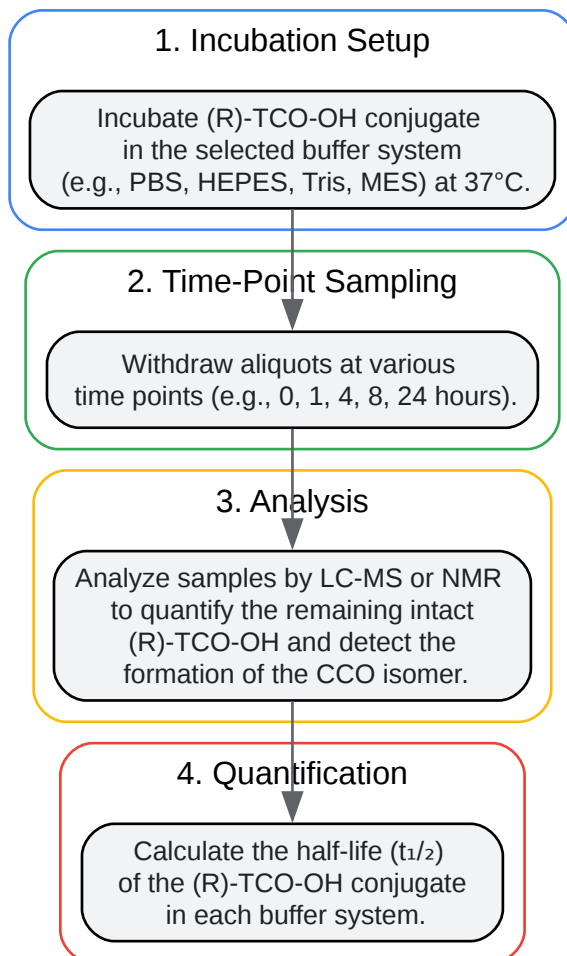 1. Incubation Setup
Incubate (R)-TCO-OH conjugate
in the selected buffer system
(e.g., PBS, HEPES, Tris, MES) at 37°C.
2. Time-Point Sampling
Withdraw aliquots at various
time points (e.g., 0, 1, 4, 8, 24 hours).
3. Analysis
Analyze samples by LC-MS or NMR
to quantify the remaining intact
(R)-TCO-OH and detect the
formation of the CCO isomer.
4. Quantification
Calculate the half-life (t₁/₂)
of the (R)-TCO-OH conjugate
in each buffer system.